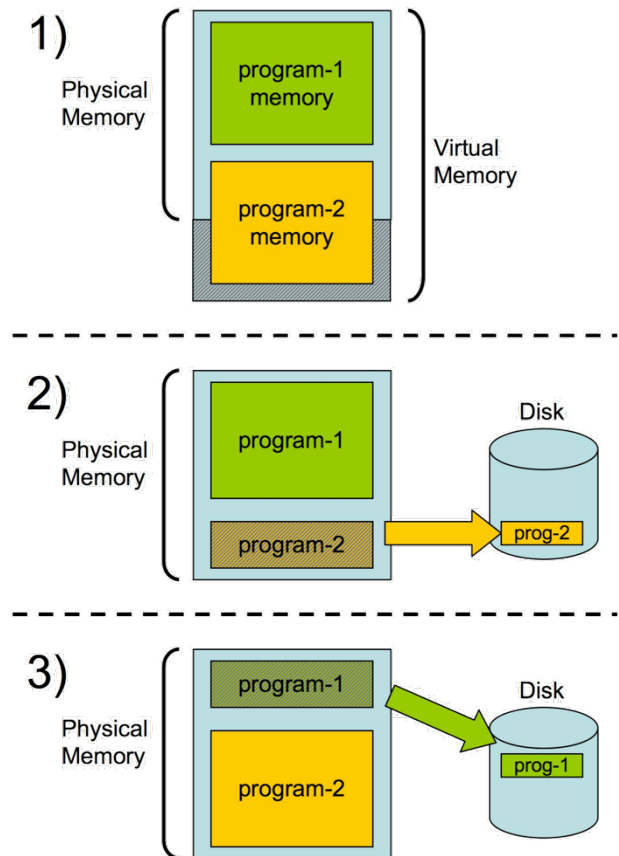 1)
Physical
Memory
program-1
memory
program-2
memory
Virtual
Memory
2)
Physical
Memory
program-1
program-2
Disk
prog-2
3)
Physical
Memory
program-1
program-2
Disk
prog-1